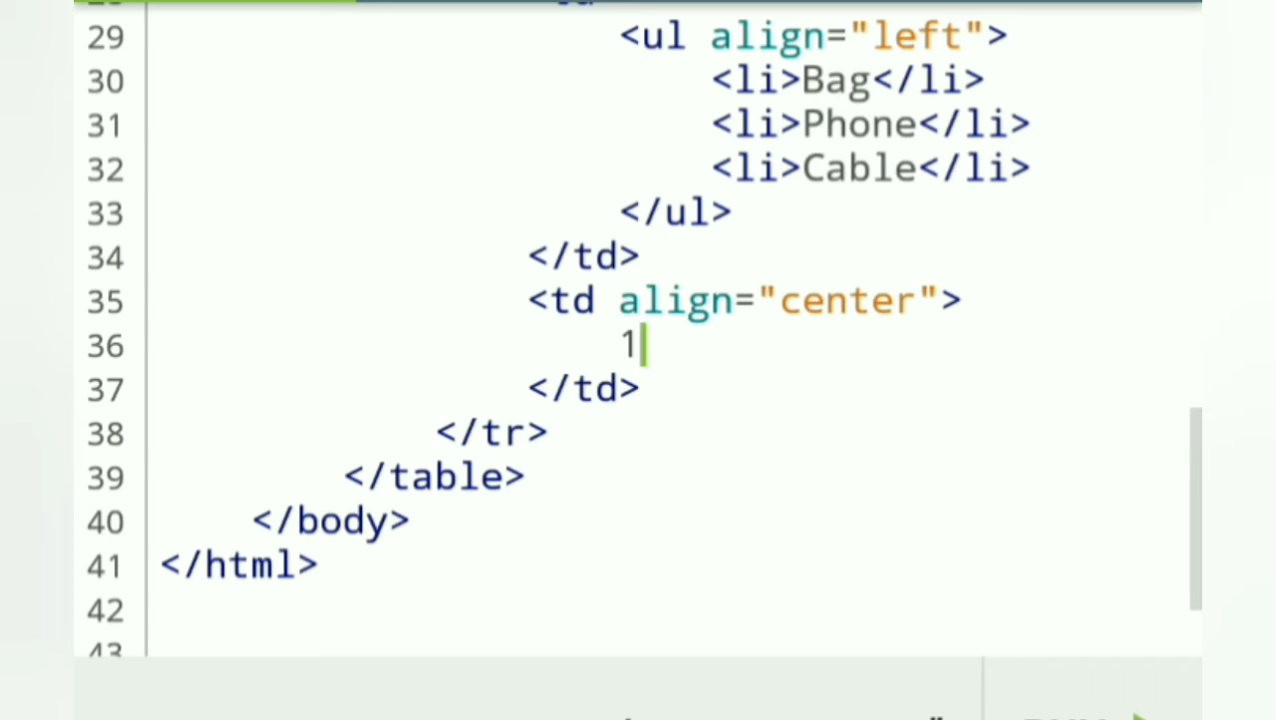 29 <ul align="left">
30 <li>Bag</li>
31 <li>Phone</li>
32 <li>Cable</li>
33 </ul>
34 </td>
35 <td align="center">
36 1
37 </td>
38 </tr>
39 </table>
40 </body>
41 </html>
42
43